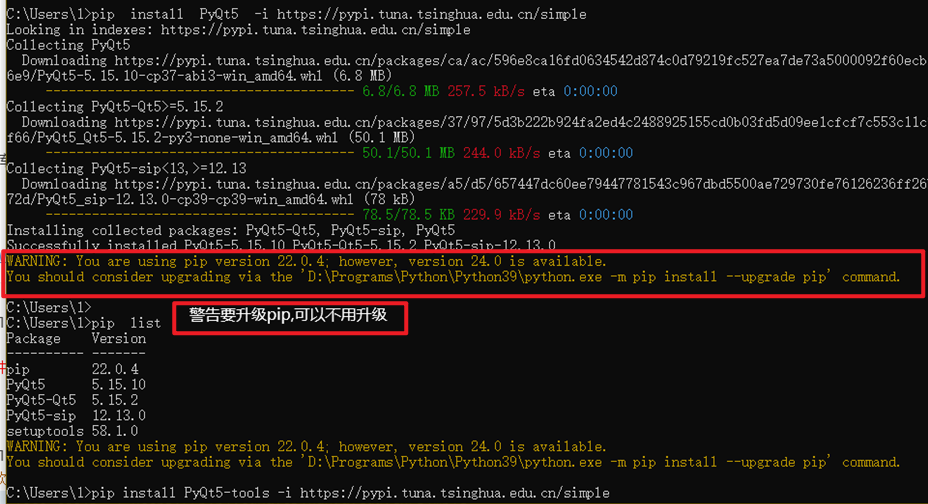 C:\Users\1>pip  install  PyQt5  -i https://pypi.tuna.tsinghua.edu.cn/simple
Looking in indexes: https://pypi.tuna.tsinghua.edu.cn/simple
Collecting PyQt5
  Downloading https://pypi.tuna.tsinghua.edu.cn/packages/ca/ac/596e8ca16fd0634542d874c0d79219fc527ea7de73a5000092f60ecb
6e9/PyQt5-5.15.10-cp37-abi3-win_amd64.whl (6.8 MB)
     ---------------------------------------- 6.8/6.8 MB 257.5 kB/s eta 0:00:00
Collecting PyQt5-Qt5>=5.15.2
  Downloading https://pypi.tuna.tsinghua.edu.cn/packages/37/97/5d3b222b924fa2ed4c2488925155cd0b03fd5d09ee1cfcf7c553c11c
f66/PyQt5_Qt5-5.15.2-py3-none-win_amd64.whl (50.1 MB)
     ---------------------------------------- 50.1/50.1 MB 244.0 kB/s eta 0:00:00
Collecting PyQt5-sip<13,>=12.13
  Downloading https://pypi.tuna.tsinghua.edu.cn/packages/a5/d5/657447dc60ee79447781543c967dbd5500ae729730fe76126236ff26
72d/PyQt5_sip-12.13.0-cp39-cp39-win_amd64.whl (78 kB)
     ---------------------------------------- 78.5/78.5 KB 229.9 kB/s eta 0:00:00
Installing collected packages: PyQt5-Qt5, PyQt5-sip, PyQt5
Successfully installed PyQt5-5.15.10 PyQt5-Qt5-5.15.2 PyQt5-sip-12.13.0
WARNING: You are using pip version 22.0.4; however, version 24.0 is available.
You should consider upgrading via the 'D:\Programs\Python\Python39\python.exe -m pip install --upgrade pip' command.
C:\Users\1>
C:\Users\1>pip  list
警告要升级pip,可以不用升级
Package    Version
---------- -------
pip        22.0.4
PyQt5      5.15.10
PyQt5-Qt5  5.15.2
PyQt5-sip  12.13.0
setuptools 58.1.0
WARNING: You are using pip version 22.0.4; however, version 24.0 is available.
You should consider upgrading via the 'D:\Programs\Python\Python39\python.exe -m pip install --upgrade pip' command.
C:\Users\1>pip install PyQt5-tools -i https://pypi.tuna.tsinghua.edu.cn/simple